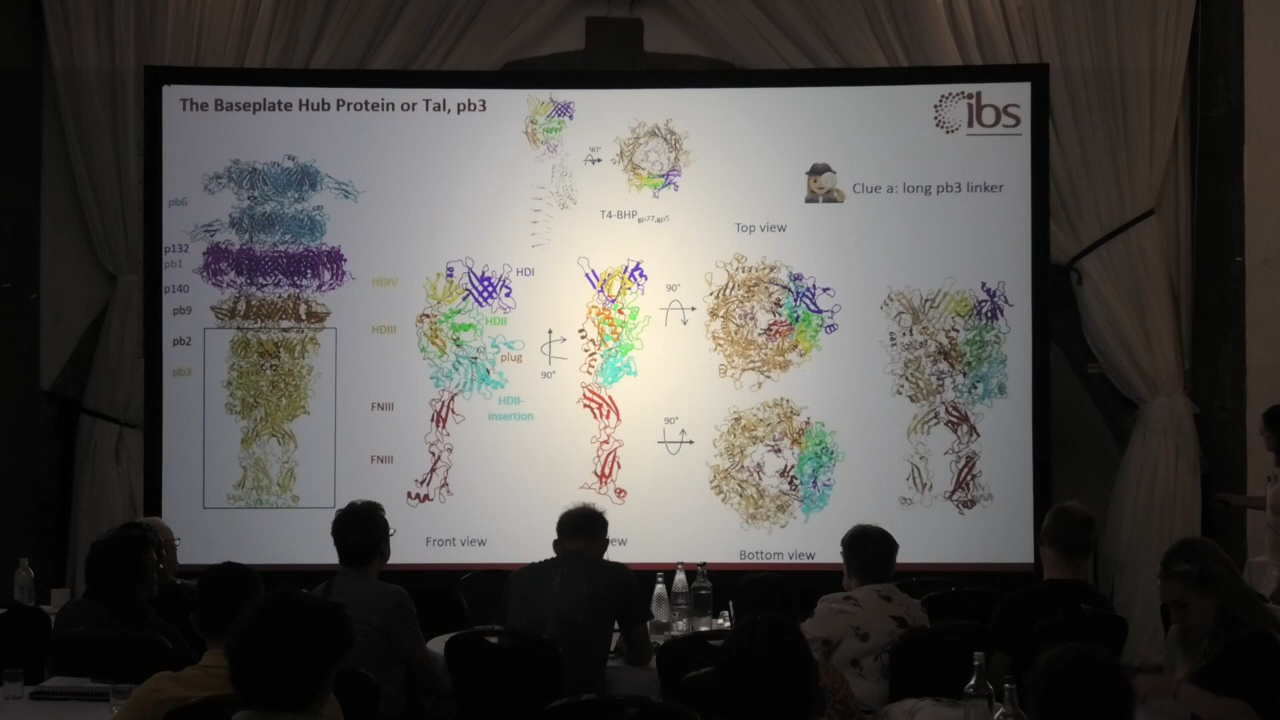 The Baseplate Hub Protein or Tal, pb3
ibs
90°
Clue a: long pb3 linker
T4-BHP gp27,gp5
Top view
pb6
p132
pb1
p140
pb9
pb2
pb3
HDIV
HDI
HDIII
HDII
plug
HDII-
insertion
FNIII
FNIII
90°
90°
90°
Front view
Bottom view